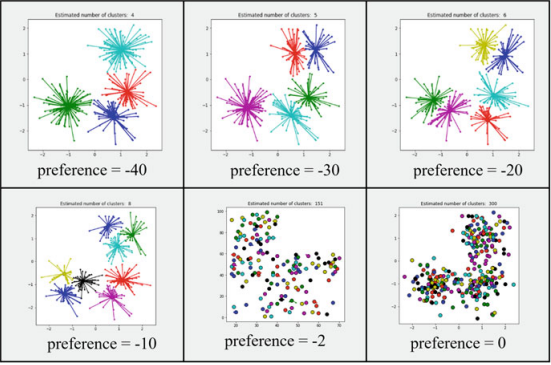 Estimated number of clusters: 4
Estimated number of clusters: 5
Estimated number of clusters: 6
preference = -40
preference = -30
preference = -20
Estimated number of clusters: 8
Estimated number of clusters: 151
Estimated number of clusters: 300
preference = -10
preference = -2
preference = 0